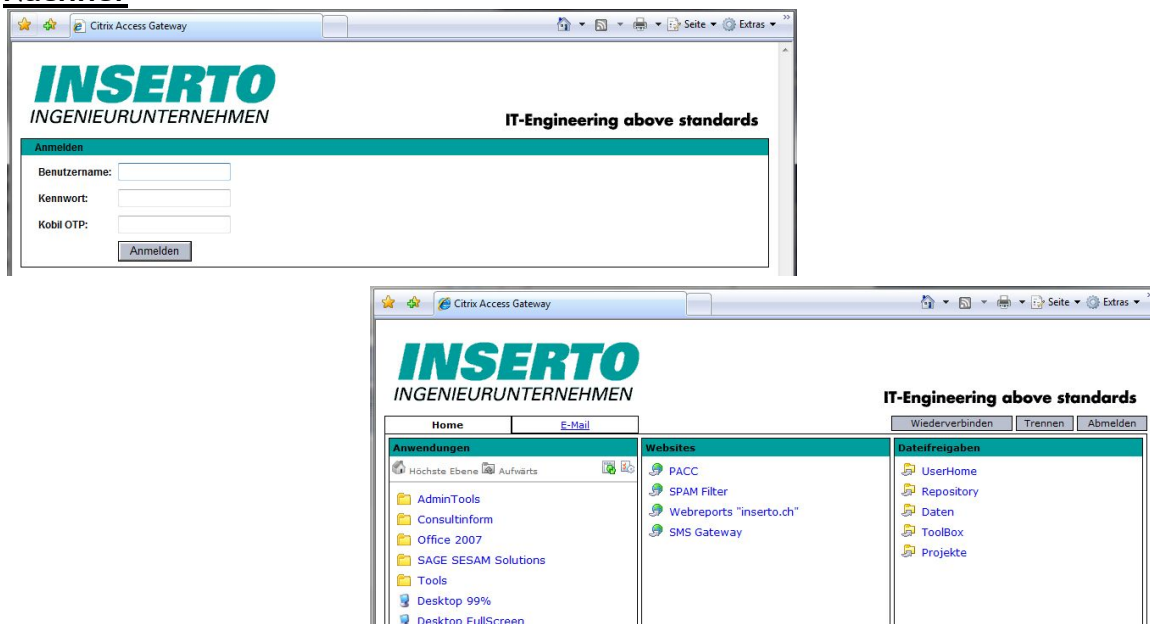 Nachher
Citrix Access Gateway
Seite
Extras
INSERTO
INGENIEURUNTERNEHMEN
IT-Engineering above standards
Anmelden
Benutzername:
Kennwort:
Kobil OTP:
Anmelden
Citrix Access Gateway
Seite
Extras
INSERTO
INGENIEURUNTERNEHMEN
IT-Engineering above standards
Home
E-Mail
Wiederverbinden
Trennen
Abmelden
Anwendungen
Höchste Ebene
Aufwärts
AdminTools
Consultinform
Office 2007
SAGE SESAM Solutions
Tools
Desktop 99%
Desktop FullScreen
Websites
PACC
SPAM Filter
Webreports "inserto.ch"
SMS Gateway
Dateifreigaben
UserHome
Repository
Daten
ToolBox
Projekte